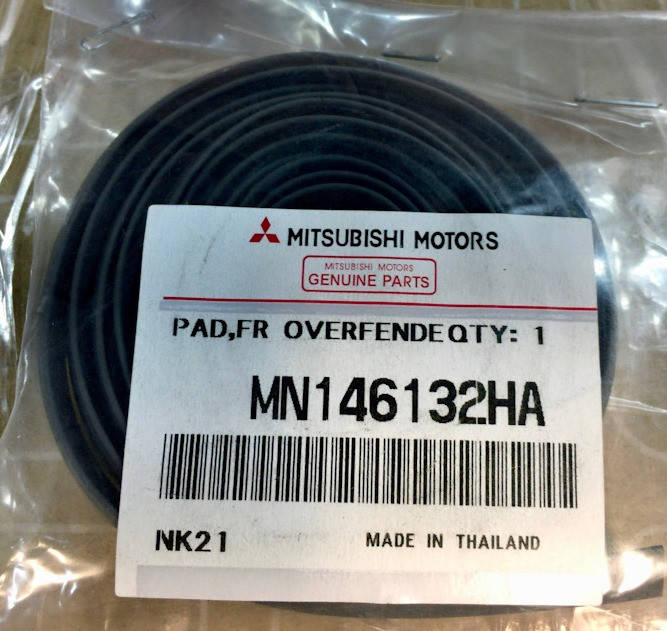 MITSUBISHI MOTORS
MITSUBISHI MOTORS
GENUINE PARTS
PAD,FR OVERFENDEQTY: 1
MN146132HA
NK21 MADE IN THAILAND